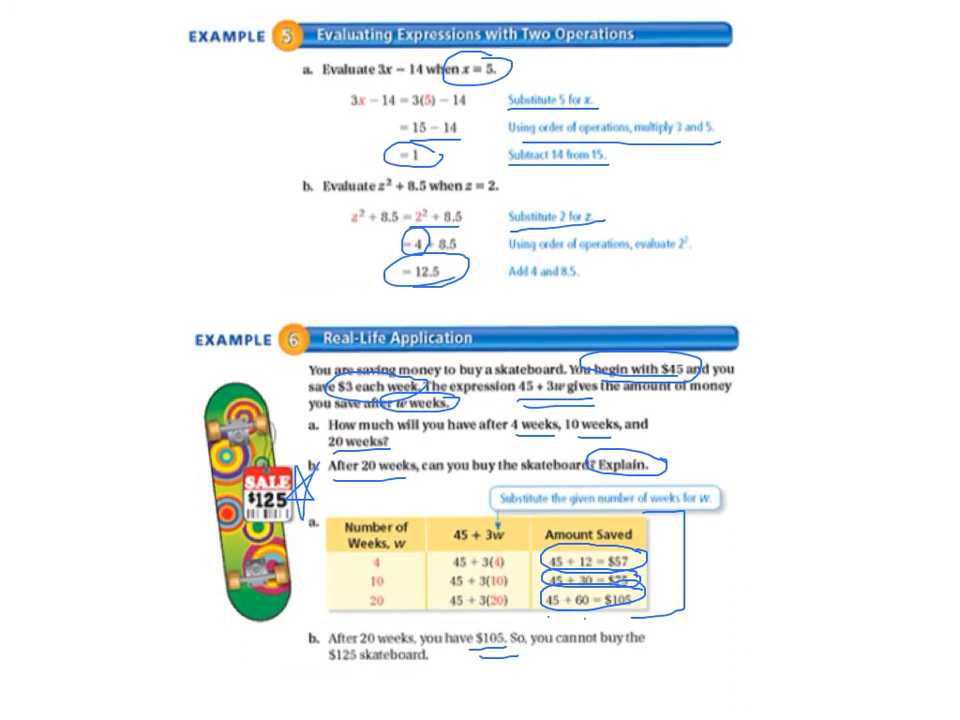 EXAMPLE 5 Evaluating Expressions with Two Operations
a. Evaluate 3x − 14 when x = 5.
3x − 14 = 3(5) − 14 Substitute 5 for x.
= 15 − 14 Using order of operations, multiply 3 and 5.
= 1 Subtract 14 from 15.
b. Evaluate z² + 8.5 when z = 2.
z² + 8.5 = 2² + 8.5 Substitute 2 for z.
= 4 + 8.5 Using order of operations, evaluate 2².
= 12.5 Add 4 and 8.5.
EXAMPLE 6 Real-Life Application
You are saving money to buy a skateboard. You begin with $45 and you
save $3 each week. The expression 45 + 3w gives the amount of money
you save after w weeks.
a. How much will you have after 4 weeks, 10 weeks, and
20 weeks?
b. After 20 weeks, can you buy the skateboard? Explain.
SALE
$125
Substitute the given number of weeks for w.
a. Number of Weeks, w 45 + 3w Amount Saved
4 45 + 3(4) 45 + 12 = $57
10 45 + 3(10) 45 + 30 = $75
20 45 + 3(20) 45 + 60 = $105
b. After 20 weeks, you have $105. So, you cannot buy the
$125 skateboard.